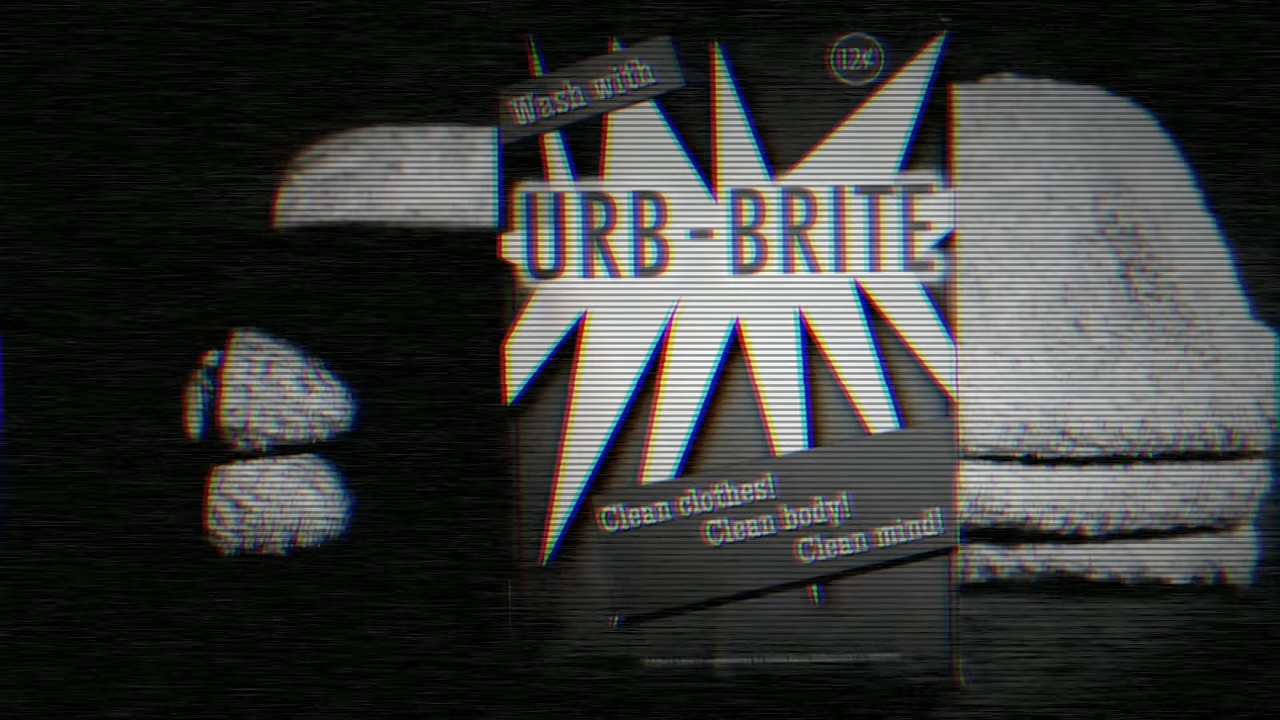 12¢
Wash with
URB-BRITE
Clean clothes!
Clean body!
Clean mind!